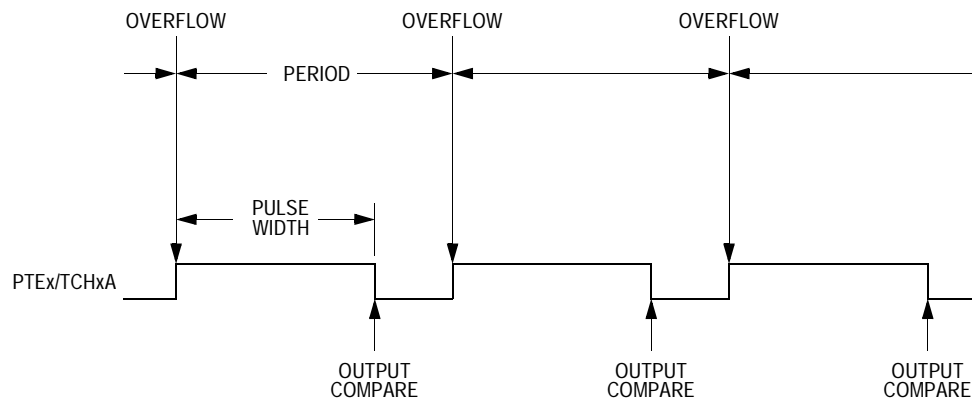 OVERFLOW
OVERFLOW
OVERFLOW
PERIOD
PULSE
WIDTH
PTEx/TCHxA
OUTPUT
COMPARE
OUTPUT
COMPARE
OUTPUT
COMPARE